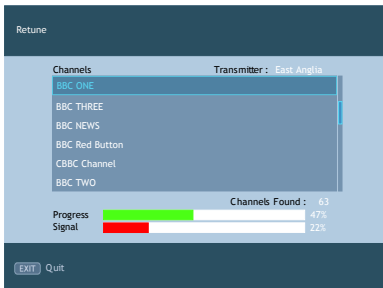 Retune
Channels Transmitter : East Anglia
BBC ONE
BBC THREE
BBC NEWS
BBC Red Button
CBBC Channel
BBC TWO
Channels Found : 63
Progress 47%
Signal 22%
EXIT Quit